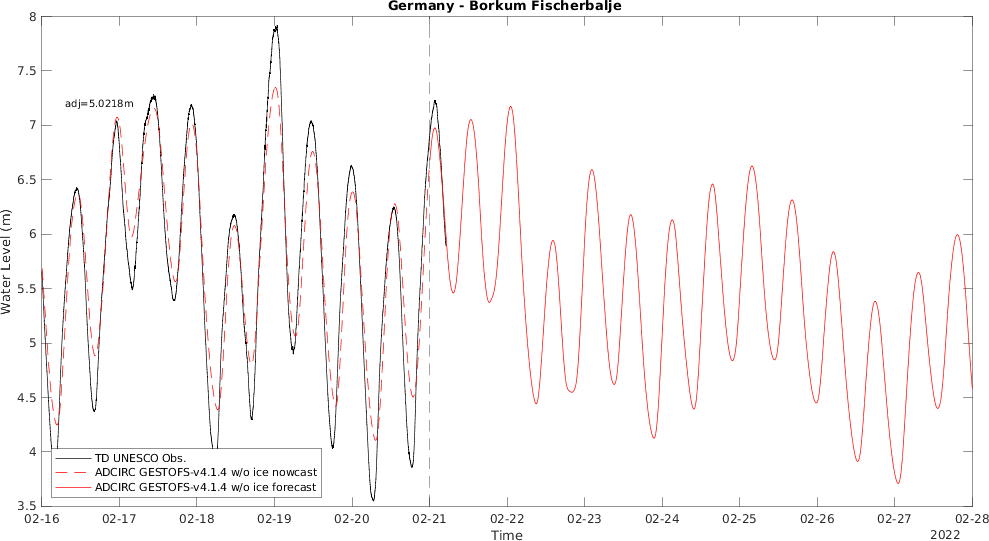 Germany - Borkum Fischerbalje
8
7.5
7
6.5
6
5.5
5
4.5
4
3.5
Water Level (m)
adj=5.0218m
TD UNESCO Obs.
ADCIRC GESTOFS-v4.1.4 w/o ice nowcast
ADCIRC GESTOFS-v4.1.4 w/o ice forecast
02-16 02-17 02-18 02-19 02-20 02-21 02-22 02-23 02-24 02-25 02-26 02-27 02-28
Time
2022